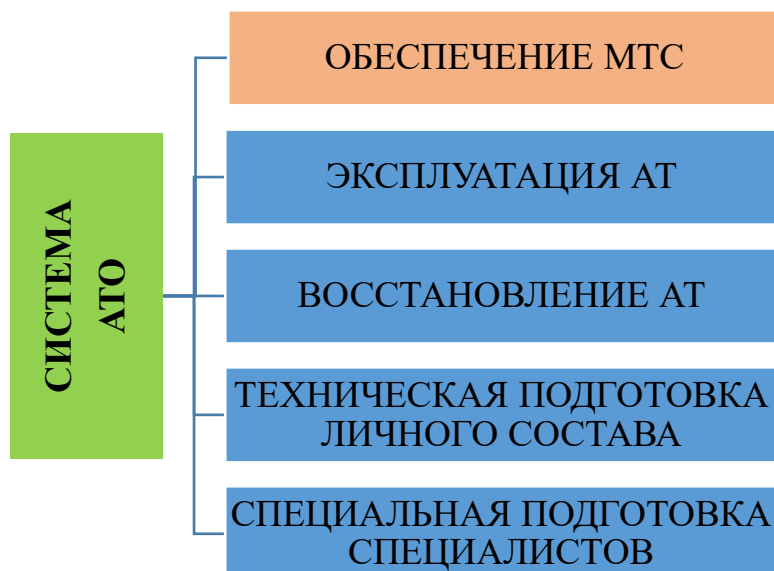 СИСТЕМА
АТО
ОБЕСПЕЧЕНИЕ МТС
ЭКСПЛУАТАЦИЯ АТ
ВОССТАНОВЛЕНИЕ АТ
ТЕХНИЧЕСКАЯ ПОДГОТОВКА
ЛИЧНОГО СОСТАВА
СПЕЦИАЛЬНАЯ ПОДГОТОВКА
СПЕЦИАЛИСТОВ